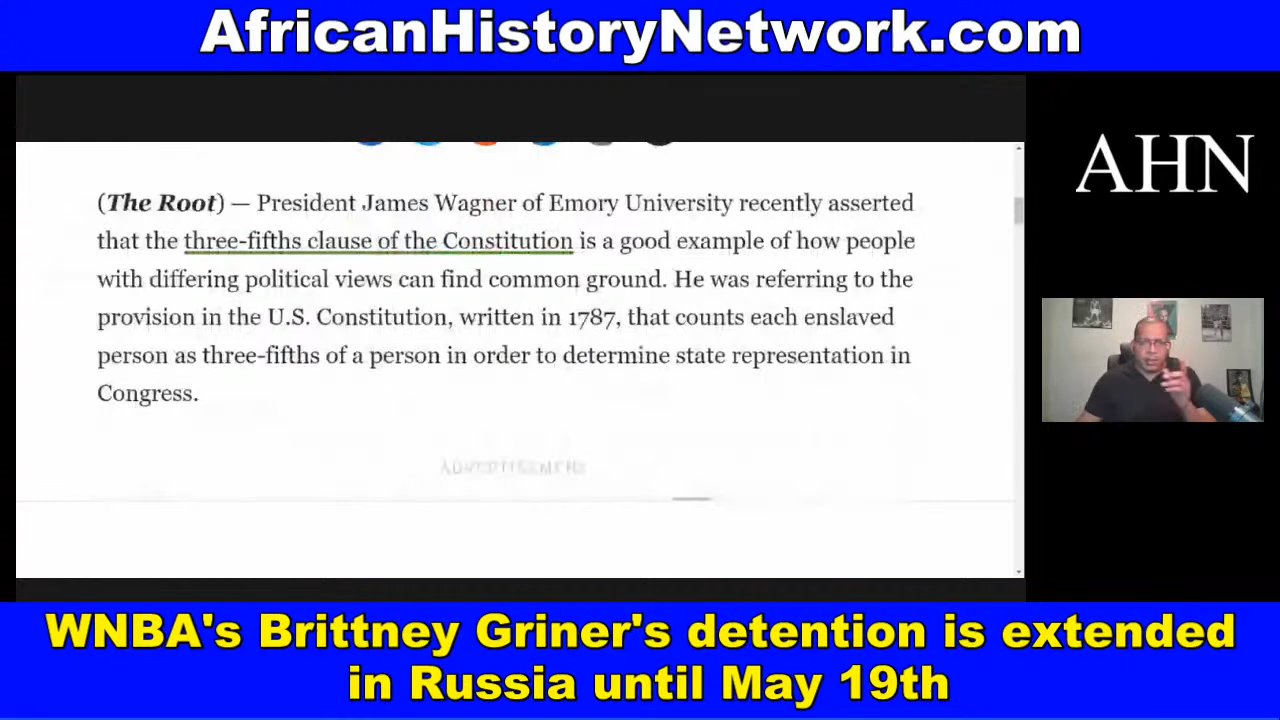 AfricanHistoryNetwork.com
AHN
(The Root) — President James Wagner of Emory University recently asserted
that the three-fifths clause of the Constitution is a good example of how people
with differing political views can find common ground. He was referring to the
provision in the U.S. Constitution, written in 1787, that counts each enslaved
person as three-fifths of a person in order to determine state representation in
Congress.
ADVERTISEMENT
WNBA's Brittney Griner's detention is extended
in Russia until May 19th